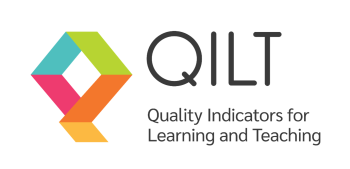 QILT
Quality Indicators for
Learning and Teaching